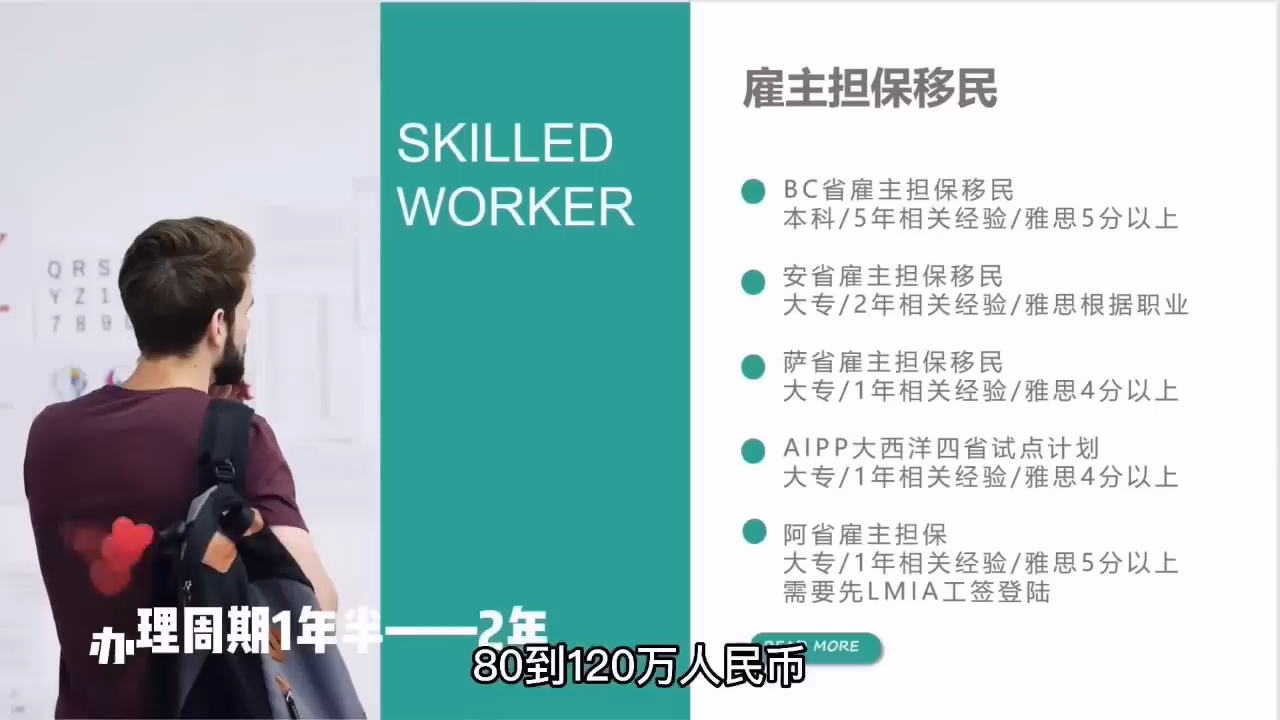 Q R S
Y Z 1
7 8 9
SKILLED
WORKER
雇主担保移民
BC省雇主担保移民
本科/5年相关经验/雅思5分以上
安省雇主担保移民
大专/2年相关经验/雅思根据职业
萨省雇主担保移民
大专/1年相关经验/雅思4分以上
AIPP大西洋四省试点计划
大专/1年相关经验/雅思4分以上
阿省雇主担保
大专/1年相关经验/雅思5分以上
需要先LMIA工签登陆
READ MORE
办理周期1年半——2年
80到120万人民币